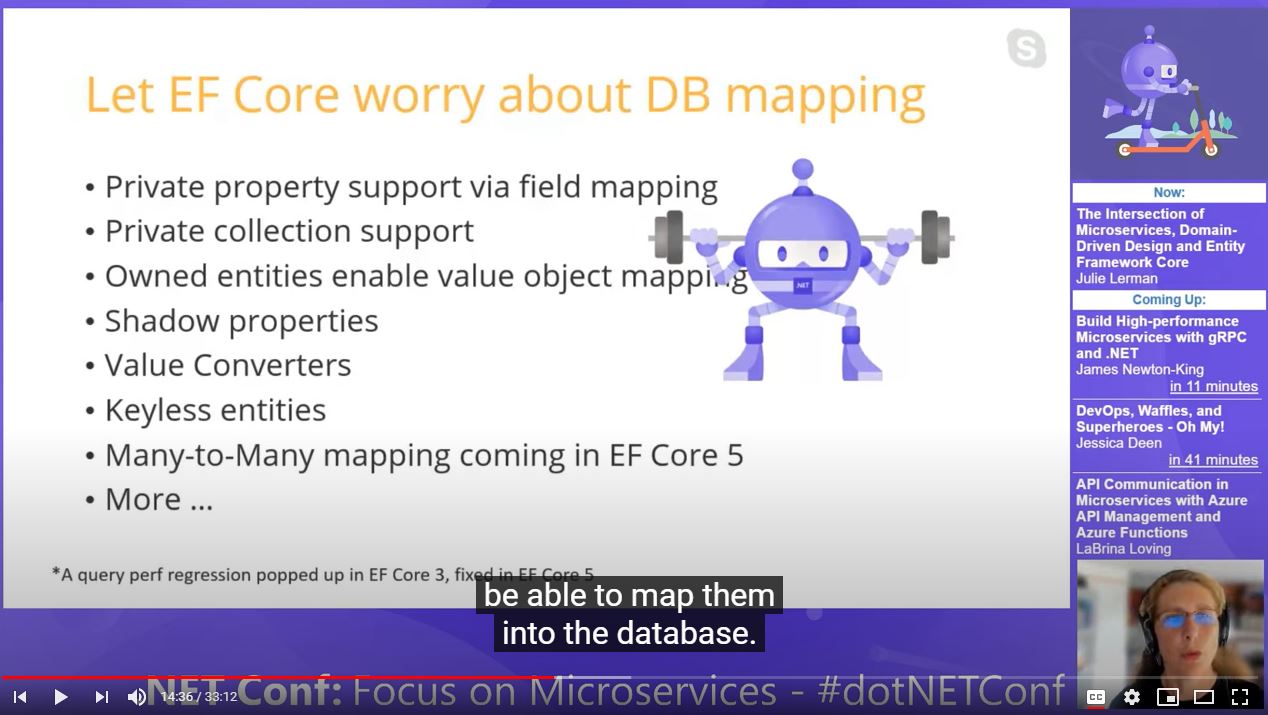 Let EF Core worry about DB mapping
• Private property support via field mapping
• Private collection support
• Owned entities enable value object mapping
• Shadow properties
• Value Converters
• Keyless entities
• Many-to-Many mapping coming in EF Core 5
• More ...
*A query perf regression popped up in EF Core 3, fixed in EF Core 5
S
.NET
be able to map them
into the database.
.NET Conf: Focus on Microservices - #dotNETConf
14:36 / 33:12
CC
Now:
The Intersection of
Microservices, Domain-
Driven Design and Entity
Framework Core
Julie Lerman
Coming Up:
Build High-performance
Microservices with gRPC
and .NET
James Newton-King
in 11 minutes
DevOps, Waffles, and
Superheroes - Oh My!
Jessica Deen
in 41 minutes
API Communication in
Microservices with Azure
API Management and
Azure Functions
LaBrina Loving